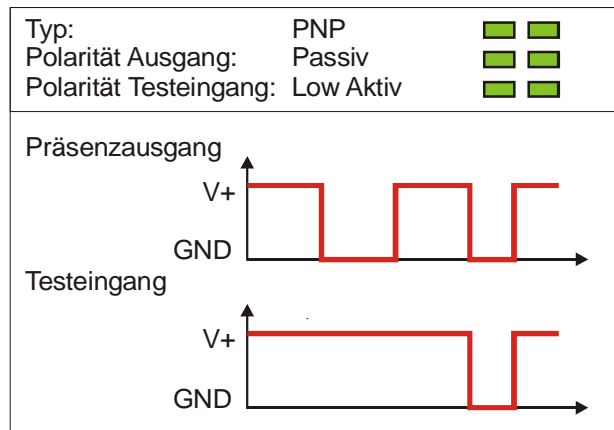 Typ: PNP
Polarität Ausgang: Passiv
Polarität Testeingang: Low Aktiv
Präsenzausgang
V+
GND
Testeingang
V+
GND